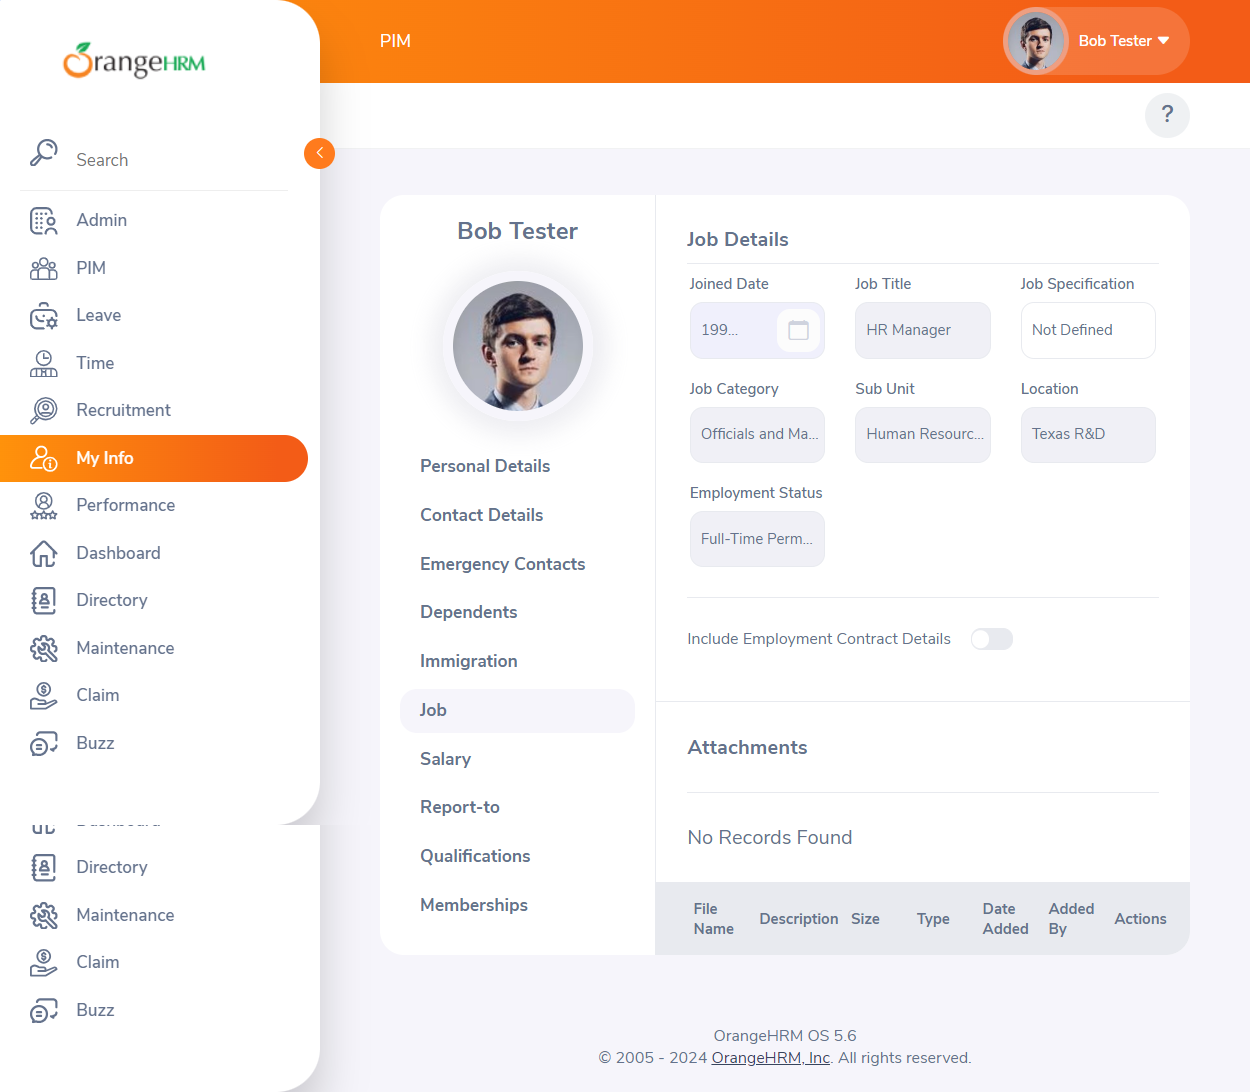 OrangeHRM
PIM
Bob Tester
?
Search
Admin
PIM
Leave
Time
Recruitment
My Info
Performance
Dashboard
Directory
Maintenance
Claim
Buzz
Dashboard
Directory
Maintenance
Claim
Buzz
Bob Tester
Personal Details
Contact Details
Emergency Contacts
Dependents
Immigration
Job
Salary
Report-to
Qualifications
Memberships
Job Details
Joined Date Job Title Job Specification
199... HR Manager Not Defined
Job Category Sub Unit Location
Officials and Ma... Human Resourc... Texas R&D
Employment Status
Full-Time Perm...
Include Employment Contract Details
Attachments
No Records Found
File Name Description Size Type Date Added Added By Actions
OrangeHRM OS 5.6
© 2005 - 2024 OrangeHRM, Inc. All rights reserved.